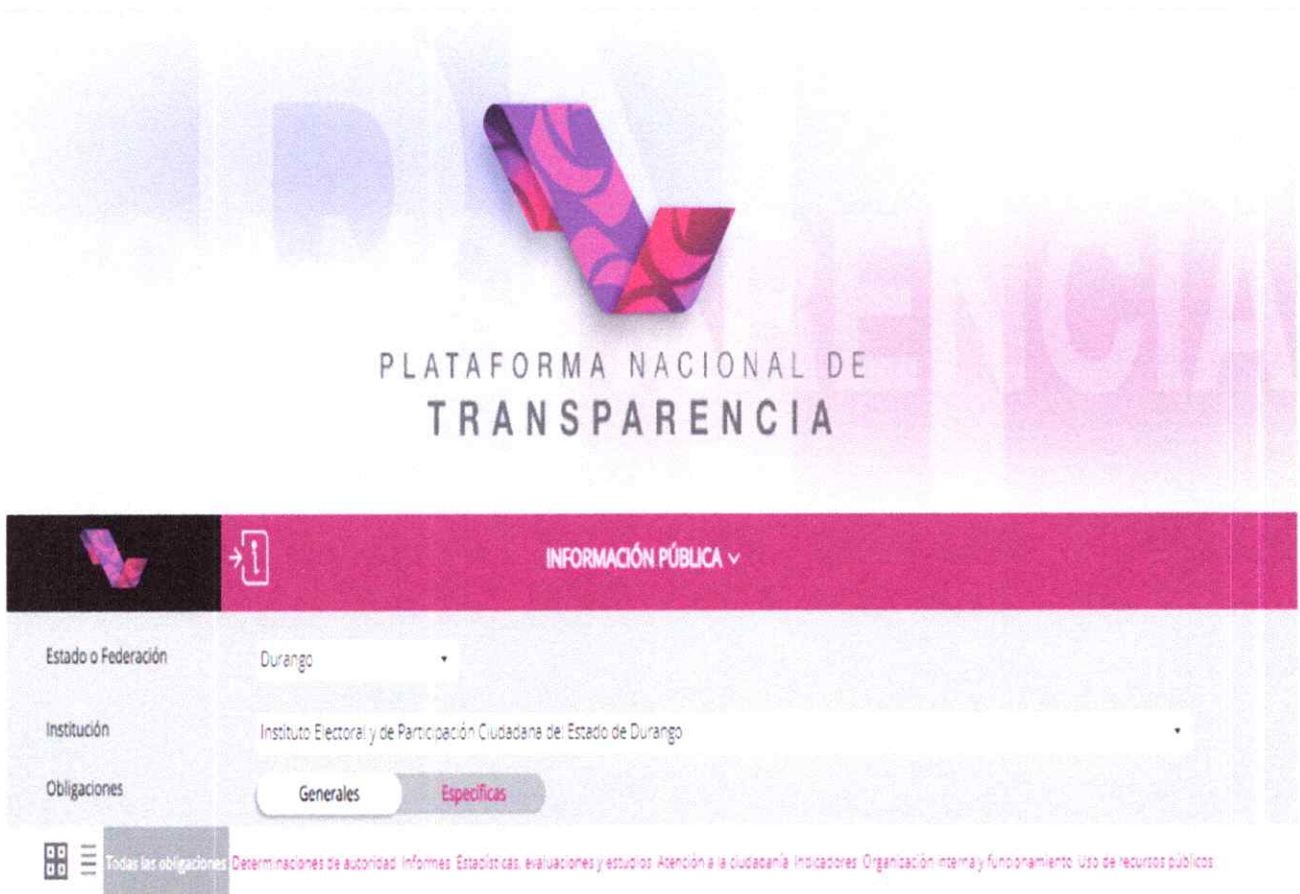 PLATAFORMA NACIONAL DE
TRANSPARENCIA
INFORMACIÓN PÚBLICA
Estado o Federación
Durango
Institución
Instituto Electoral y de Participación Ciudadana del Estado de Durango
Obligaciones
Generales Específicas
Todas las obligaciones Determinaciones de autoridad Informes Estadísticas, evaluaciones y estudios Atención a la ciudadanía Indicadores Organización interna y funcionamiento Uso de recursos públicos